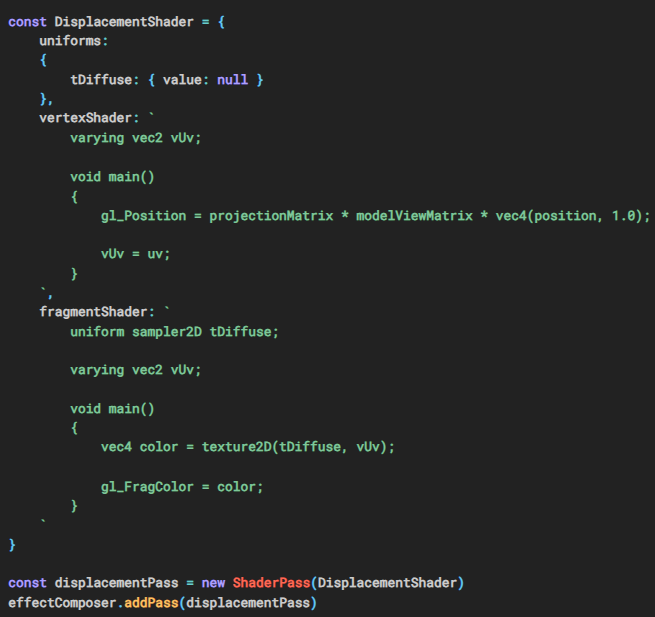 const DisplacementShader = {
    uniforms:
    {
        tDiffuse: { value: null }
    },
    vertexShader: `
        varying vec2 vUv;

        void main()
        {
            gl_Position = projectionMatrix * modelViewMatrix * vec4(position, 1.0);

            vUv = uv;
        }
    `,
    fragmentShader: `
        uniform sampler2D tDiffuse;

        varying vec2 vUv;

        void main()
        {
            vec4 color = texture2D(tDiffuse, vUv);

            gl_FragColor = color;
        }
    `
}

const displacementPass = new ShaderPass(DisplacementShader)
effectComposer.addPass(displacementPass)